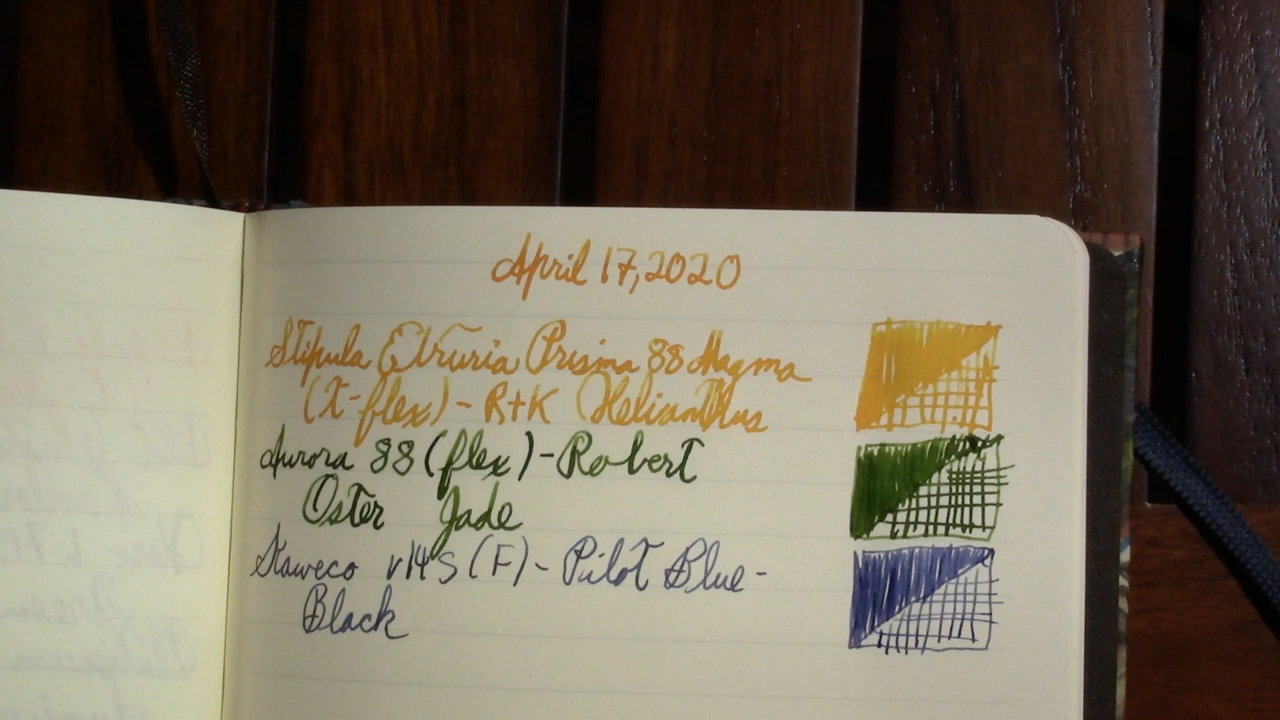 April 17, 2020
Stipula Etruria Prisma 88 Magma
(T-flex) - R+K Helianthus
Aurora 88 (flex) - Robert
Oster Jade
Kaweco v14S (F) - Pilot Blue-
Black